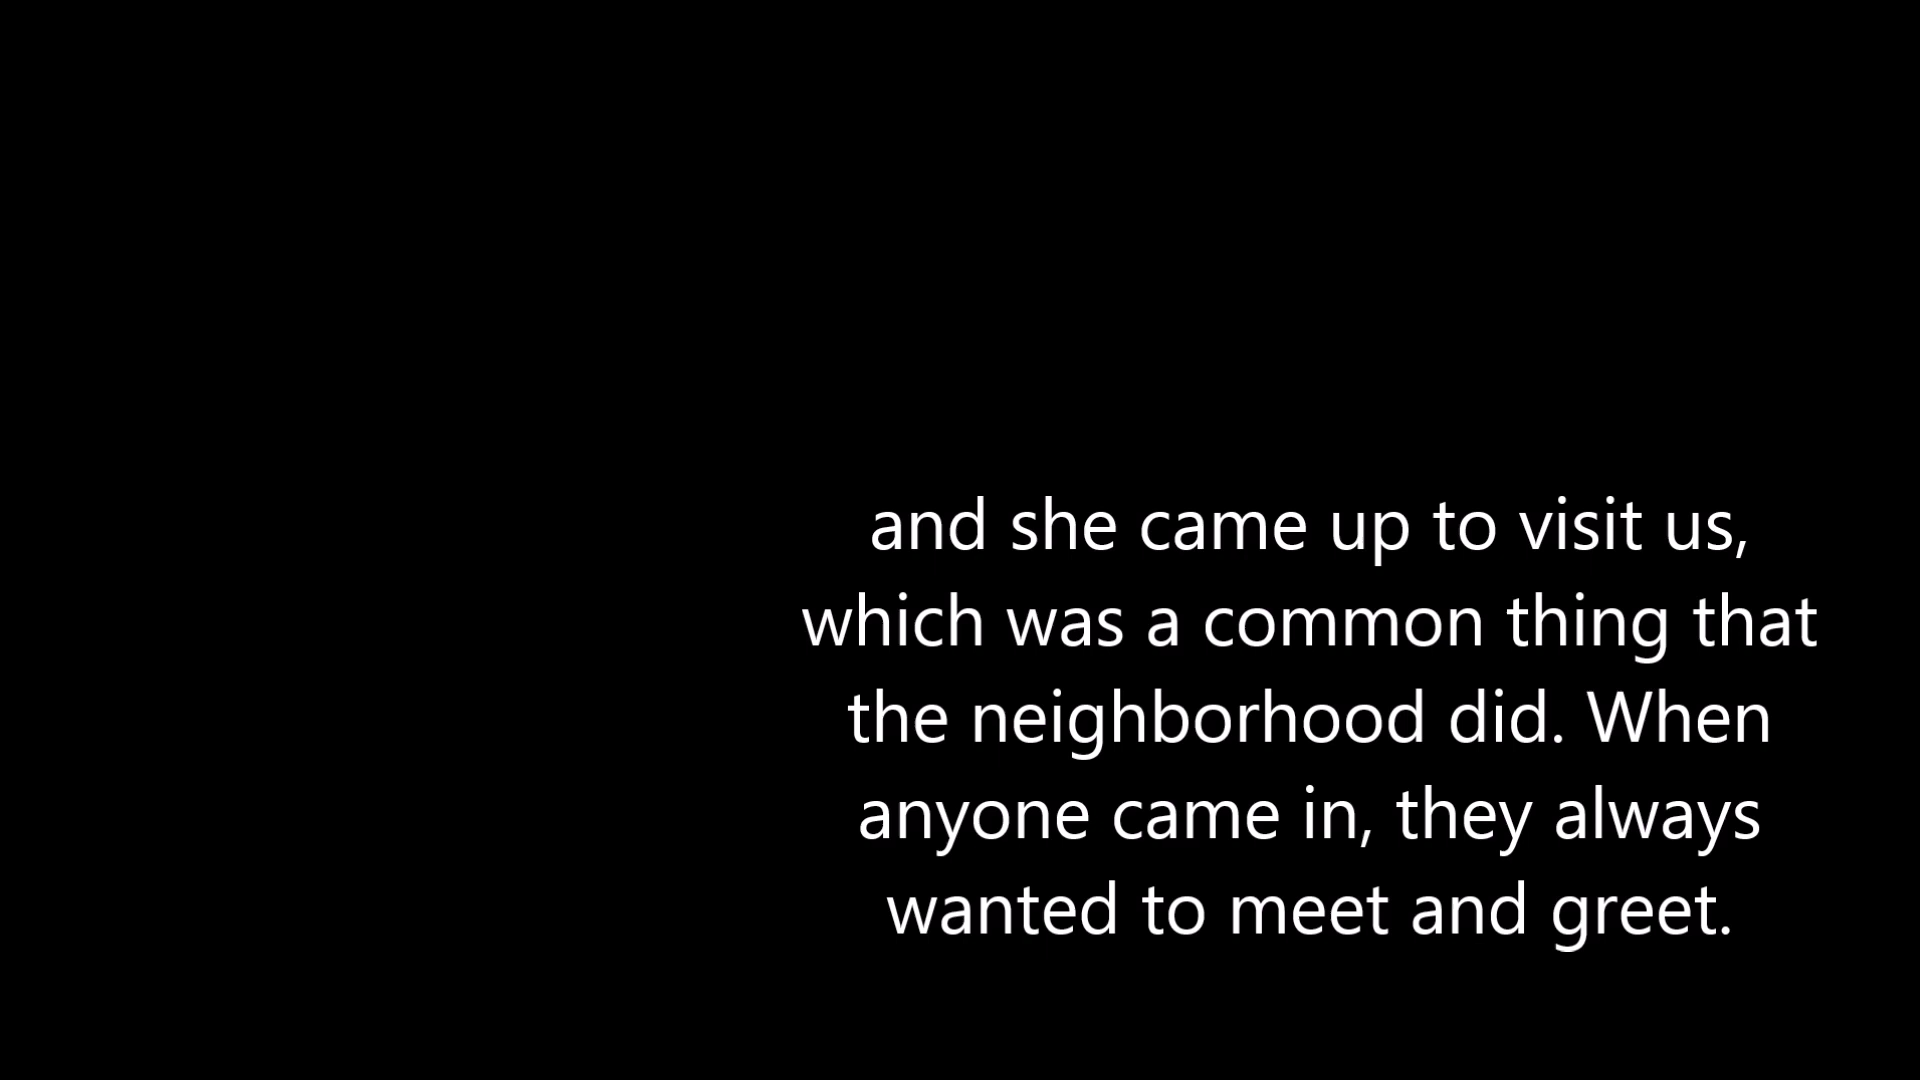 and she came up to visit us,
which was a common thing that
the neighborhood did. When
anyone came in, they always
wanted to meet and greet.